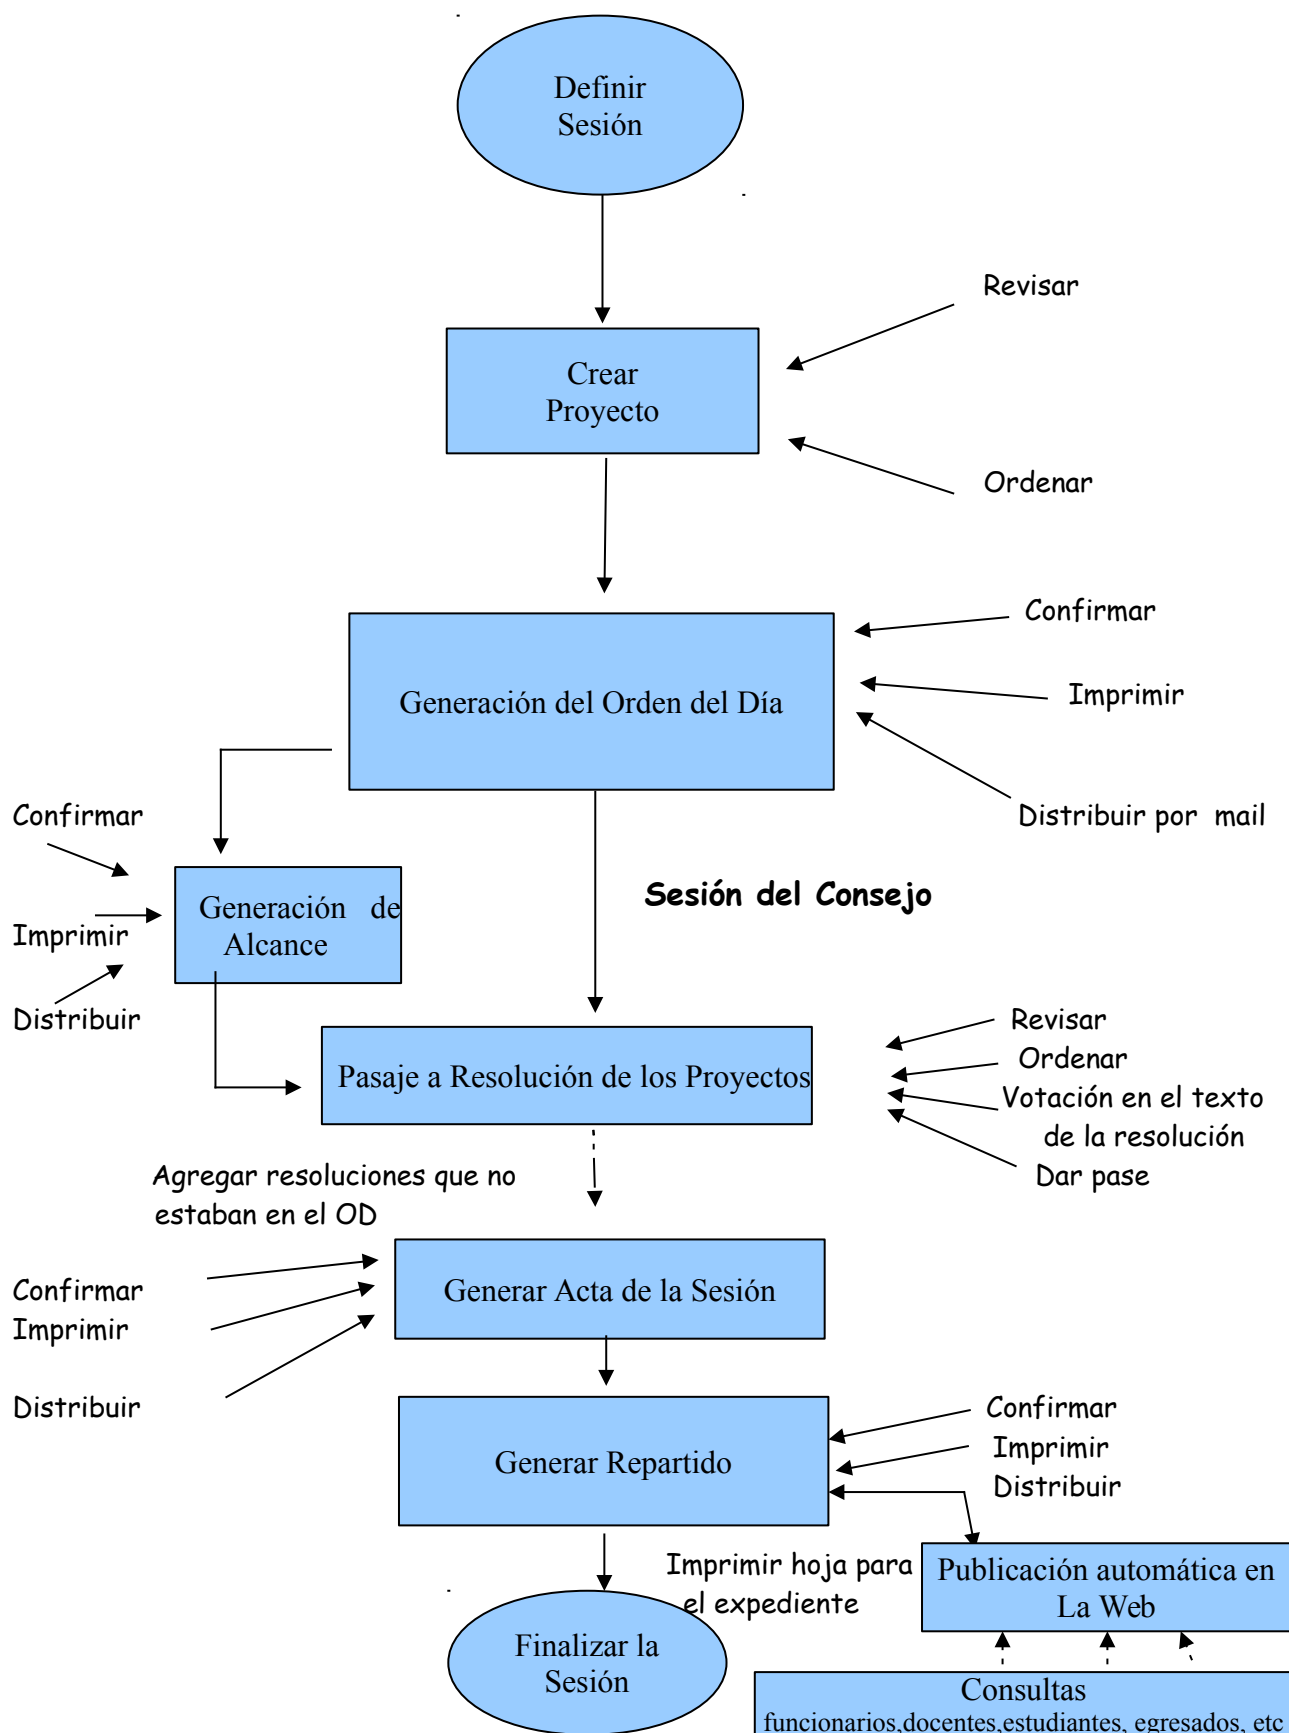 Definir
Sesión
Revisar
Crear
Proyecto
Ordenar
Confirmar
Generación del Orden del Día
Imprimir
Distribuir por mail
Confirmar
Sesión del Consejo
Generación de
Alcance
Imprimir
Distribuir
Revisar
Ordenar
Pasaje a Resolución de los Proyectos
Votación en el texto
de la resolución
Dar pase
Agregar resoluciones que no
estaban en el OD
Confirmar
Generar Acta de la Sesión
Imprimir
Distribuir
Confirmar
Imprimir
Generar Repartido
Distribuir
Imprimir hoja para
el expediente
Publicación automática en
La Web
Finalizar la
Sesión
Consultas
funcionarios,docentes,estudiantes, egresados, etc